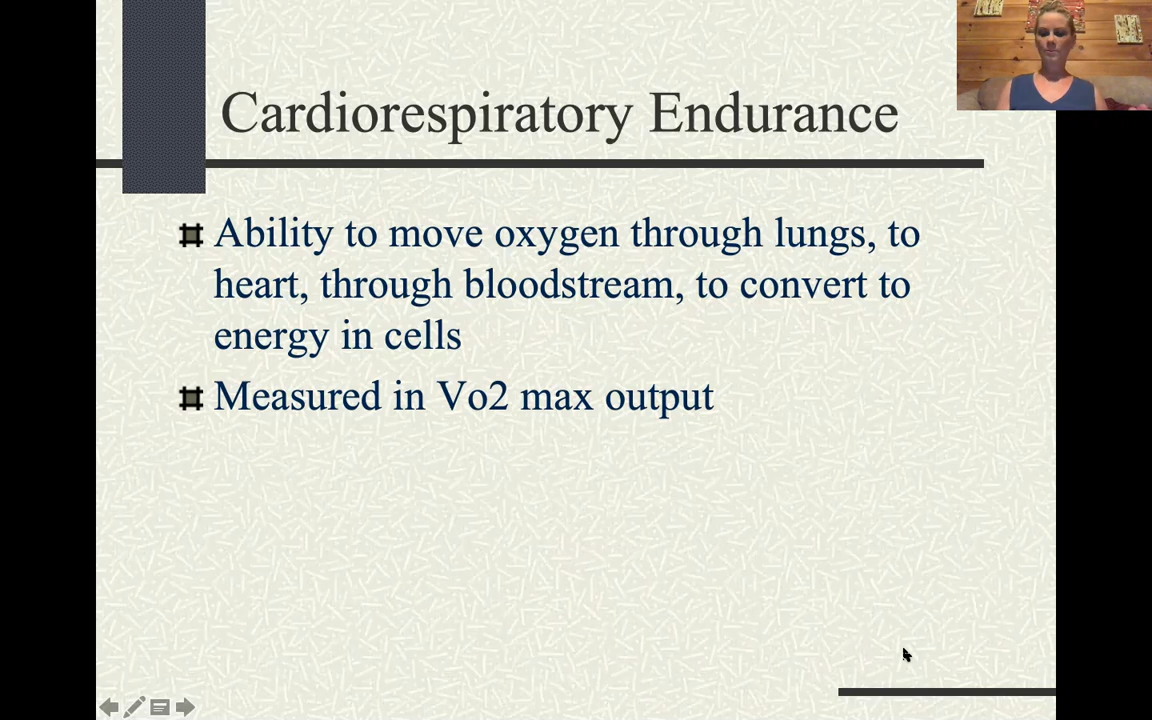 Cardiorespiratory Endurance
Ability to move oxygen through lungs, to
heart, through bloodstream, to convert to
energy in cells
Measured in Vo2 max output